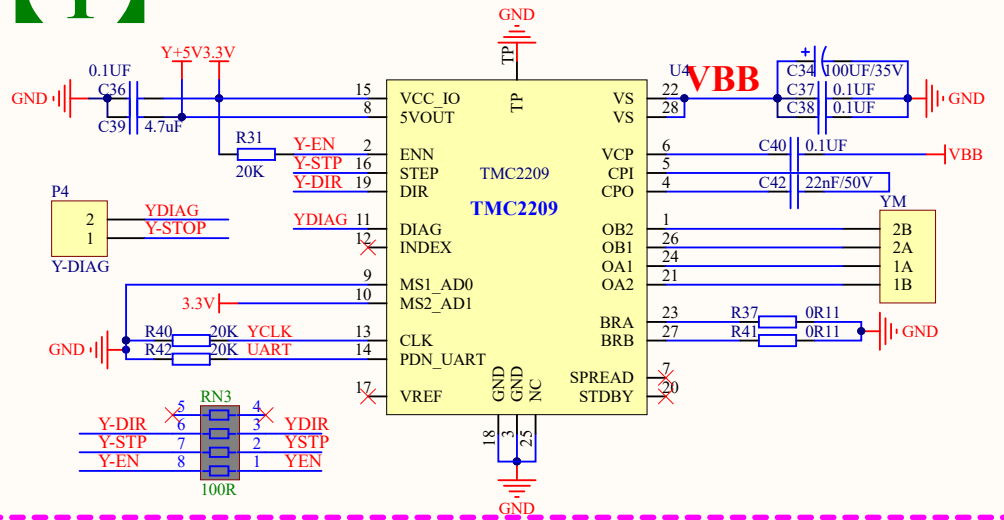 【Y】
GND
TP
Y+5V3.3V
0.1UF
C36
GND
C39 4.7uF
15 VCC_IO
8 5VOUT
R31
20K
Y-EN 2 ENN
Y-STP 16 STEP
Y-DIR 19 DIR
YDIAG 11 DIAG
12 INDEX
P4
2 YDIAG
1 Y-STOP
Y-DIAG
9 MS1_AD0
3.3V 10 MS2_AD1
GND
R40 20K YCLK 13 CLK
R42 20K UART 14 PDN_UART
17 VREF
TP
TMC2209
TMC2209
U4
VBB
VS 22
VS 28
C34 + 100UF/35V
C37 0.1UF
C38 0.1UF
GND
VCP 6 C40 0.1UF VBB
CPI 5
CPO 4 C42 22nF/50V
YM
OB2 1 2B
OB1 26 2A
OA1 24 1A
OA2 21 1B
BRA 23 R37 0R11
BRB 27 R41 0R11
GND
SPREAD 7
STDBY 20
GND GND NC
18 3 25
GND
RN3
5 4
Y-DIR 6 3 YDIR
Y-STP 7 2 YSTP
Y-EN 8 1 YEN
100R